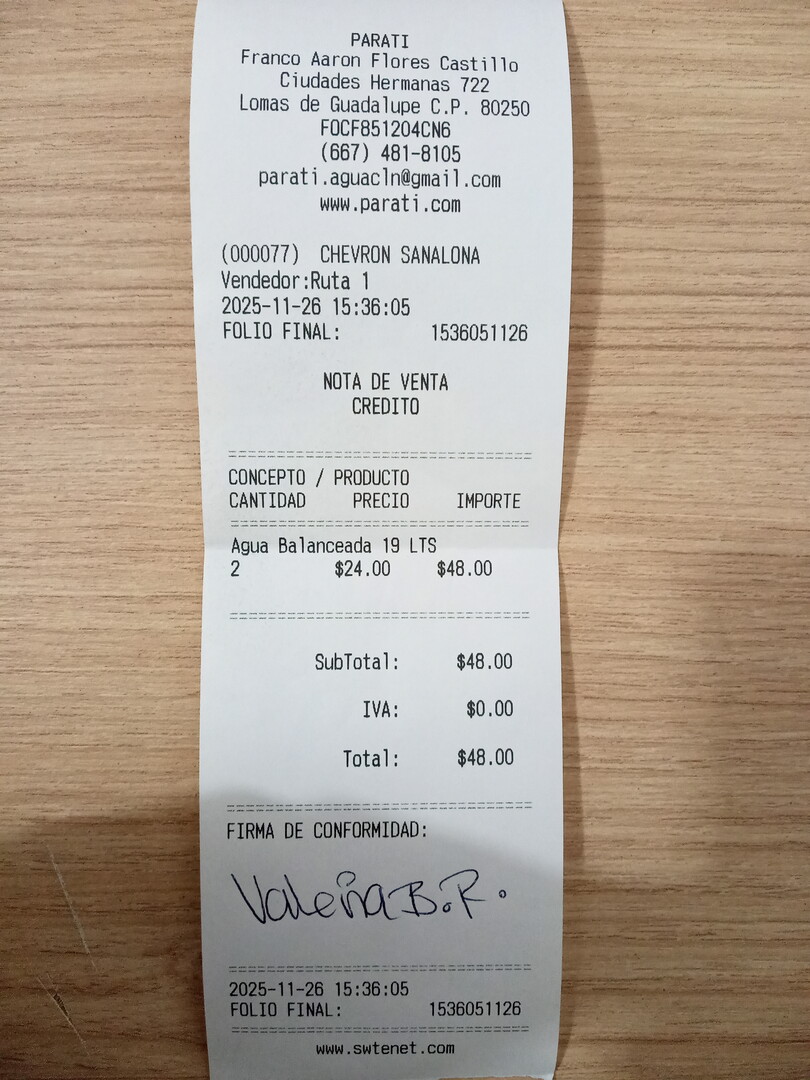 PARATI
Franco Aaron Flores Castillo
Ciudades Hermanas 722
Lomas de Guadalupe C.P. 80250
FOCF851204CN6
(667) 481-8105
parati.aguacln@gmail.com
www.parati.com
(000077) CHEVRON SANALONA
Vendedor:Ruta 1
2025-11-26 15:36:05
FOLIO FINAL: 1536051126
NOTA DE VENTA
CREDITO
CONCEPTO / PRODUCTO
CANTIDAD PRECIO IMPORTE
Agua Balanceada 19 LTS
2 $24.00 $48.00
SubTotal: $48.00
IVA: $0.00
Total: $48.00
FIRMA DE CONFORMIDAD:
Valeria B.R.
2025-11-26 15:36:05
FOLIO FINAL: 1536051126
www.swtenet.com